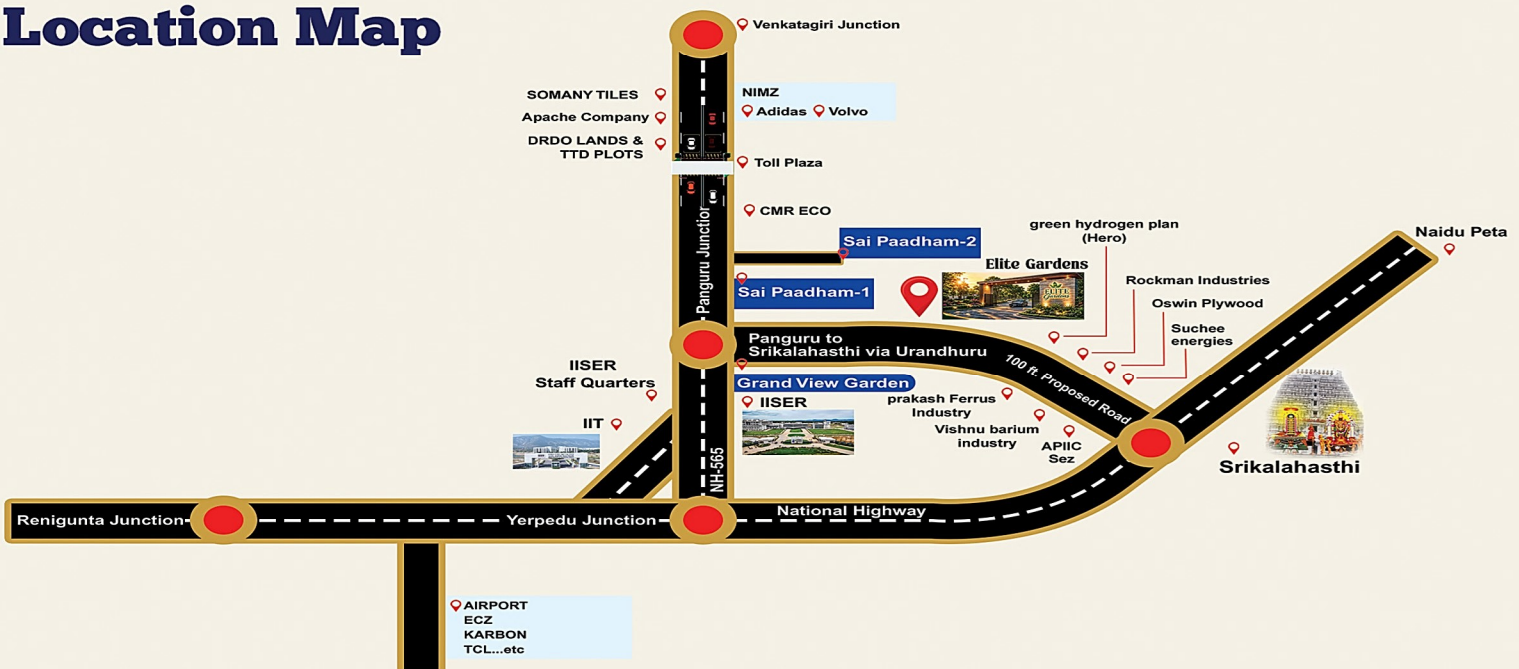 Location Map
Venkatagiri Junction
SOMANY TILES
Apache Company
DRDO LANDS &
TTD PLOTS
NIMZ
Adidas Volvo
Toll Plaza
CMR ECO
Panguru Junction
Sai Paadham-2
Sai Paadham-1
Elite Gardens
ELITE
Gardens
green hydrogen plan
(Hero)
Rockman Industries
Oswin Plywood
Suchee
energies
Naidu Peta
Panguru to
Srikalahasthi via Urandhuru
100 ft. Proposed Road
IISER
Staff Quarters
IIT
Grand View Garden
IISER
prakash Ferrus
Industry
Vishnu barium
industry
APIIC
Sez
Srikalahasthi
NH-565
Renigunta Junction
Yerpedu Junction
National Highway
AIRPORT
ECZ
KARBON
TCL...etc